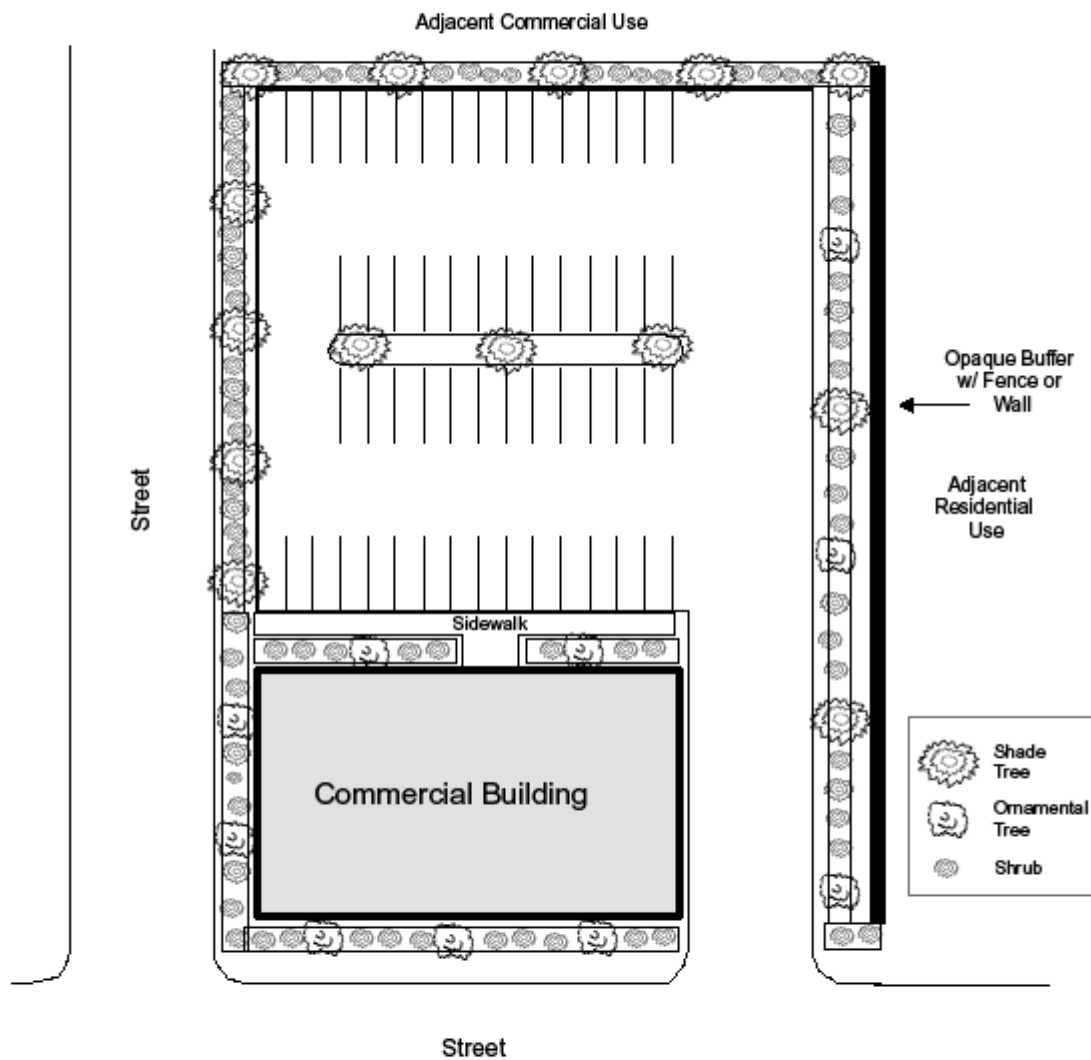 Adjacent Commercial Use
Opaque Buffer
w/ Fence or
Wall
Adjacent
Residential
Use
Street
Sidewalk
Commercial Building
Shade
Tree
Ornamental
Tree
Shrub
Street